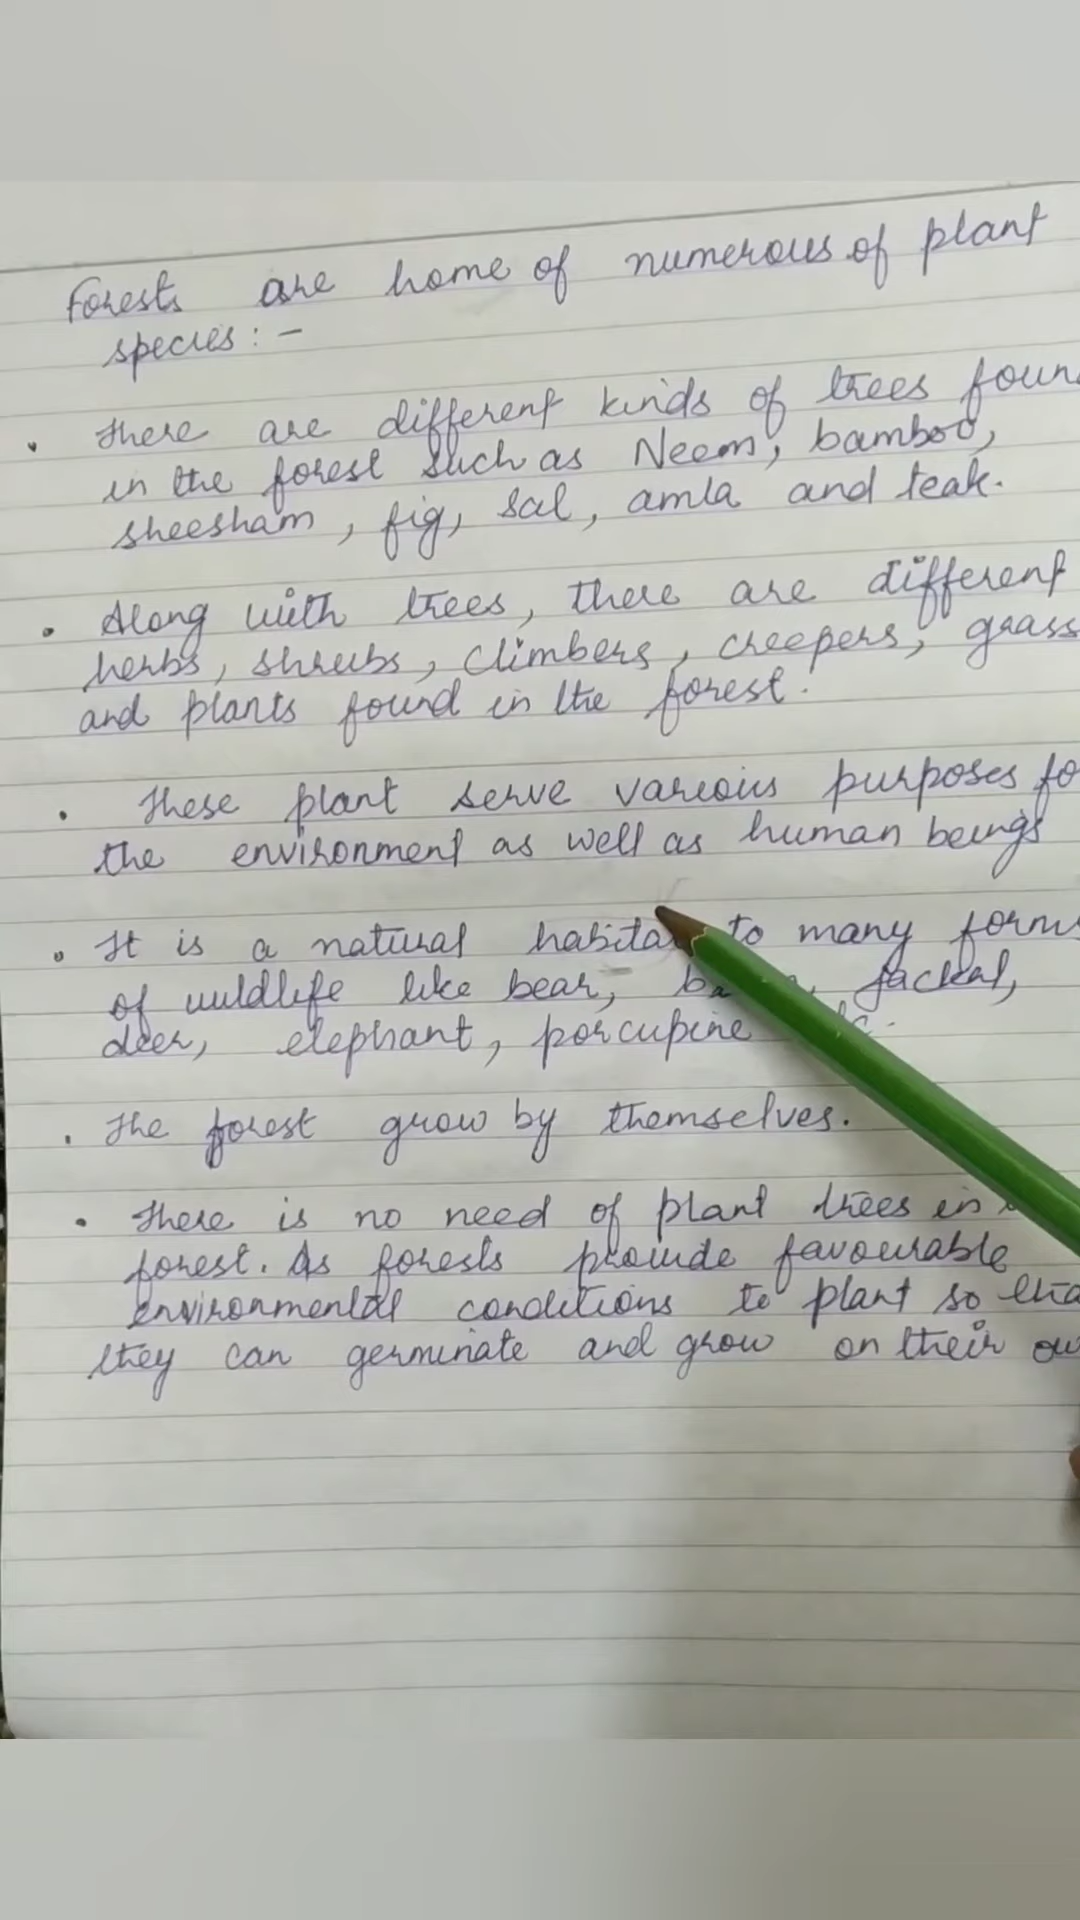 Forests are home of numerous of plant
species : -
• There are different kinds of trees foun
in the forest such as Neem, bamboo,
sheesham, fig, sal, amla and teak.
• Along with trees, there are different
herbs, shrubs, climbers, creepers, grass
and plants found in the forest.
• These plant serve various purposes fo
the environment as well as human beings
• It is a natural habitat to many forms
of wildlife like bear, jackal,
deer, elephant, porcupine
• The forest grow by themselves.
• There is no need of plant trees in
forest. As forests provide favourable
environmental conditions to plant so tha
they can germinate and grow on their ow